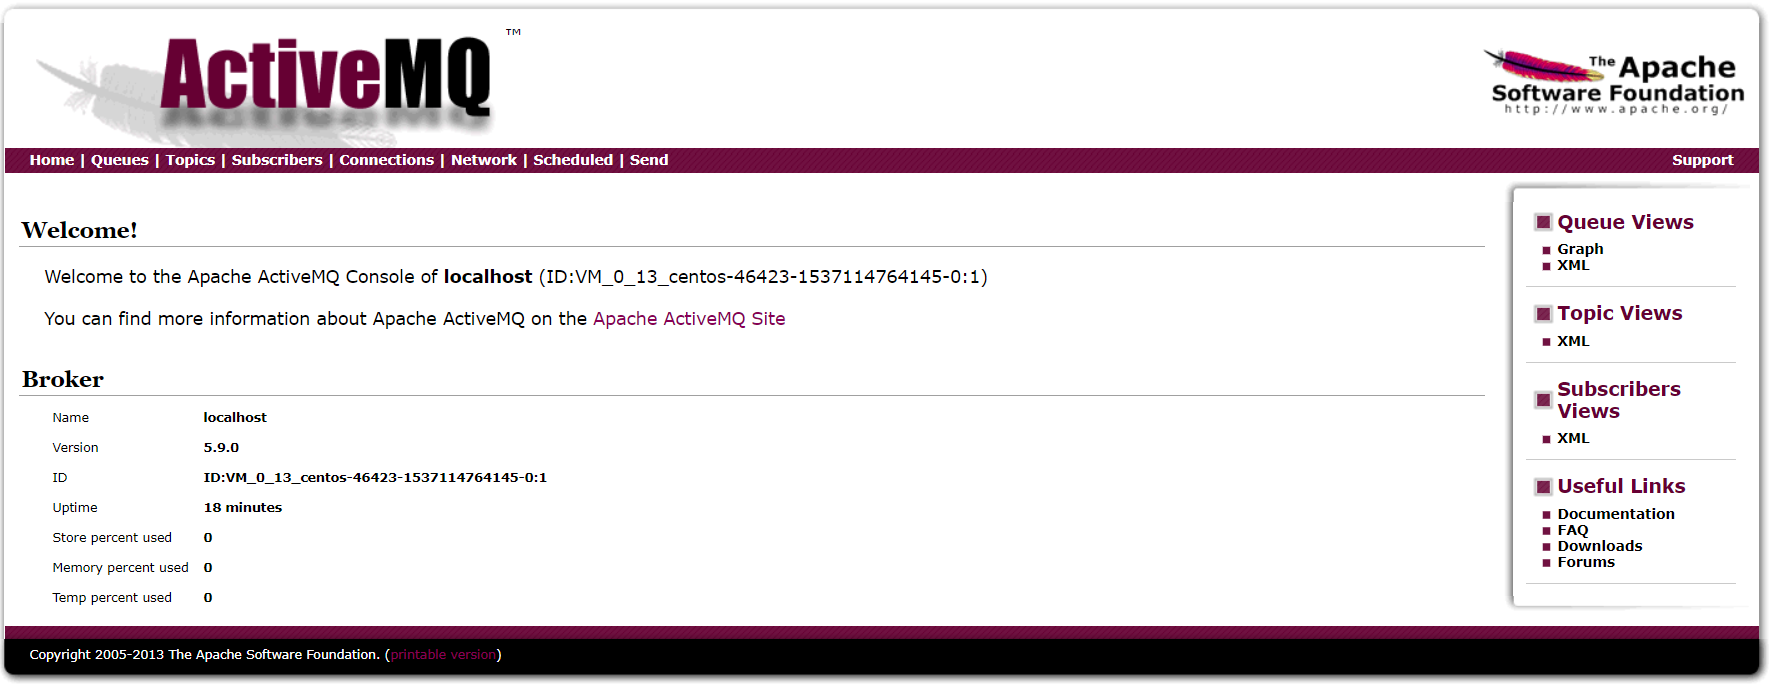 ActiveMQ ™
The Apache
Software Foundation
http://www.apache.org/
Home | Queues | Topics | Subscribers | Connections | Network | Scheduled | Send
Support
Welcome!
Welcome to the Apache ActiveMQ Console of localhost (ID:VM_0_13_centos-46423-1537114764145-0:1)
You can find more information about Apache ActiveMQ on the Apache ActiveMQ Site
Broker
Name localhost
Version 5.9.0
ID ID:VM_0_13_centos-46423-1537114764145-0:1
Uptime 18 minutes
Store percent used 0
Memory percent used 0
Temp percent used 0
Queue Views
Graph
XML
Topic Views
XML
Subscribers
Views
XML
Useful Links
Documentation
FAQ
Downloads
Forums
Copyright 2005-2013 The Apache Software Foundation. (printable version)